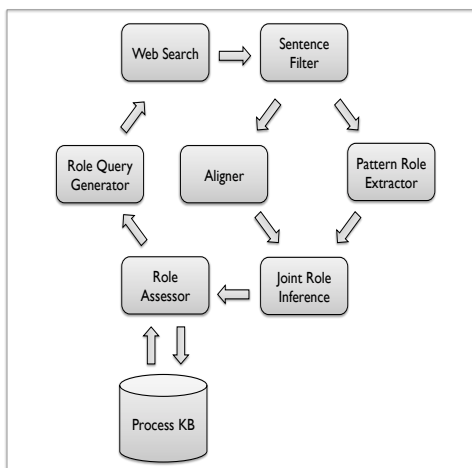 Web Search
Sentence
Filter
Role Query
Generator
Aligner
Pattern Role
Extractor
Role
Assessor
Joint Role
Inference
Process KB